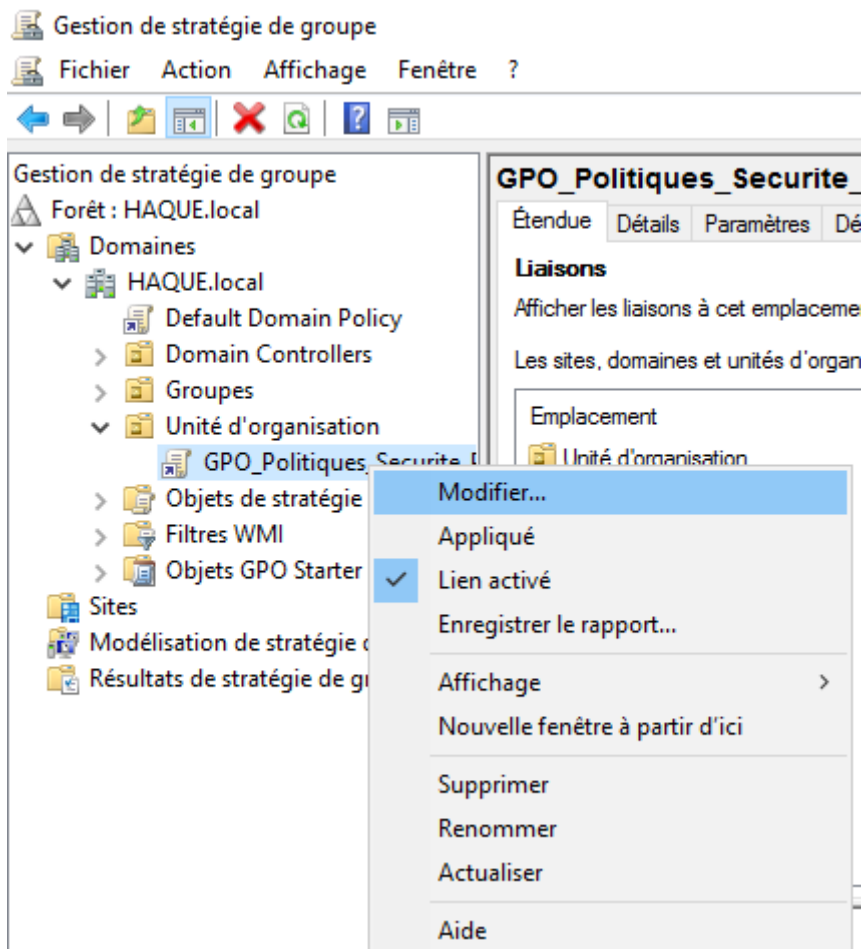 Gestion de stratégie de groupe
Fichier Action Affichage Fenêtre ?
Gestion de stratégie de groupe
Forêt : HAQUE.local
Domaines
HAQUE.local
Default Domain Policy
Domain Controllers
Groupes
Unité d'organisation
GPO_Politiques_Securite_
Objets de stratégie
Filtres WMI
Objets GPO Starter
Sites
Modélisation de stratégie
Résultats de stratégie de
GPO_Politiques_Securite_
Étendue Détails Paramètres Dé
Liaisons
Afficher les liaisons à cet emplaceme
Les sites, domaines et unités d'organ
Emplacement
Unité d'organisation
Modifier...
Appliqué
Lien activé
Enregistrer le rapport...
Affichage
Nouvelle fenêtre à partir d'ici
Supprimer
Renommer
Actualiser
Aide